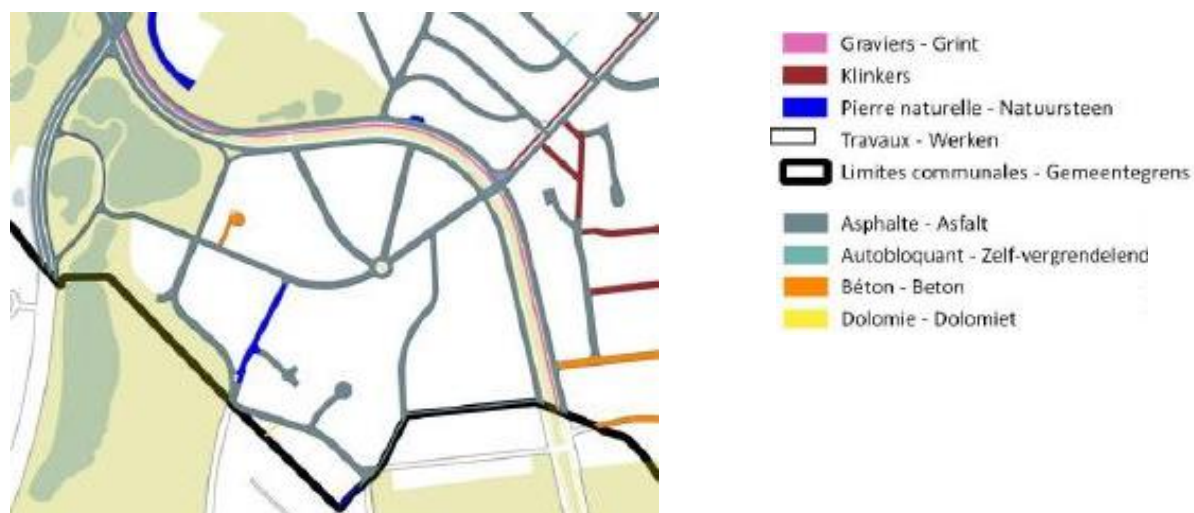 Graviers - Grint
Klinkers
Pierre naturelle - Natuursteen
Travaux - Werken
Limites communales - Gemeentegrens
Asphalte - Asfalt
Autobloquant - Zelf-vergrendelend
Béton - Beton
Dolomie - Dolomiet